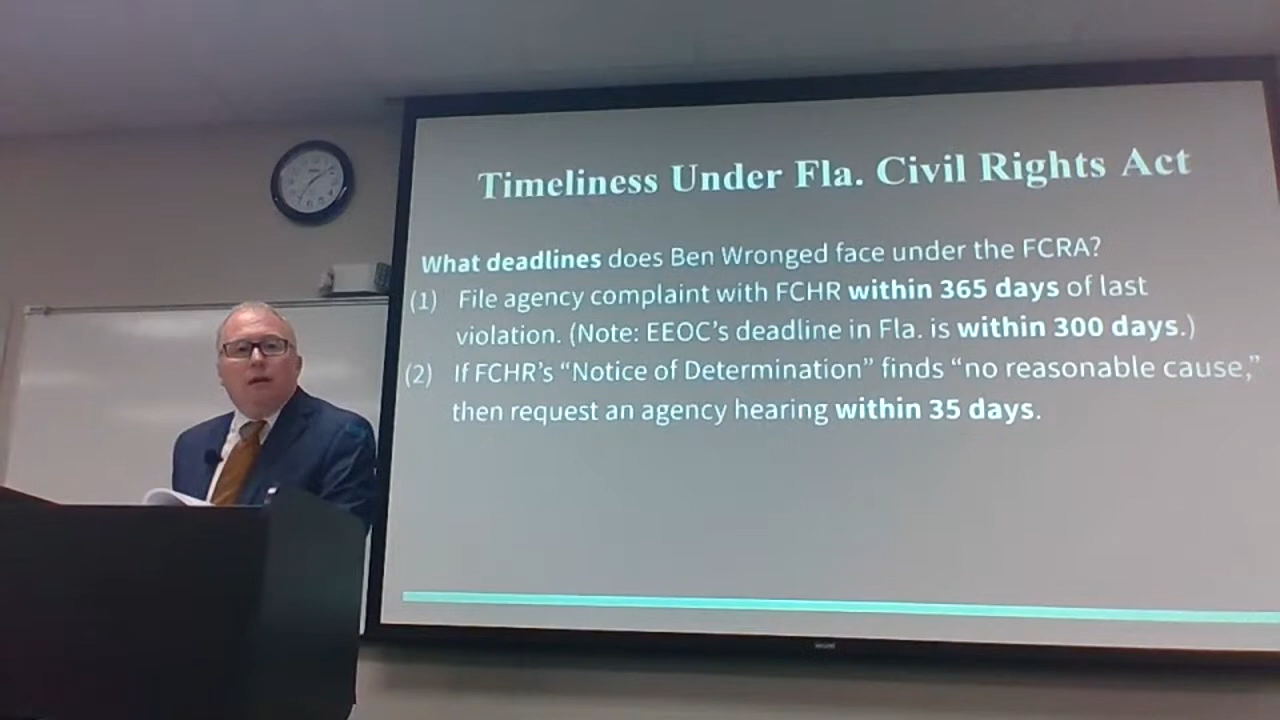 Timeliness Under Fla. Civil Rights Act
What deadlines does Ben Wronged face under the FCRA?
(1) File agency complaint with FCHR within 365 days of last
violation. (Note: EEOC's deadline in Fla. is within 300 days.)
(2) If FCHR's “Notice of Determination” finds “no reasonable cause,”
then request an agency hearing within 35 days.